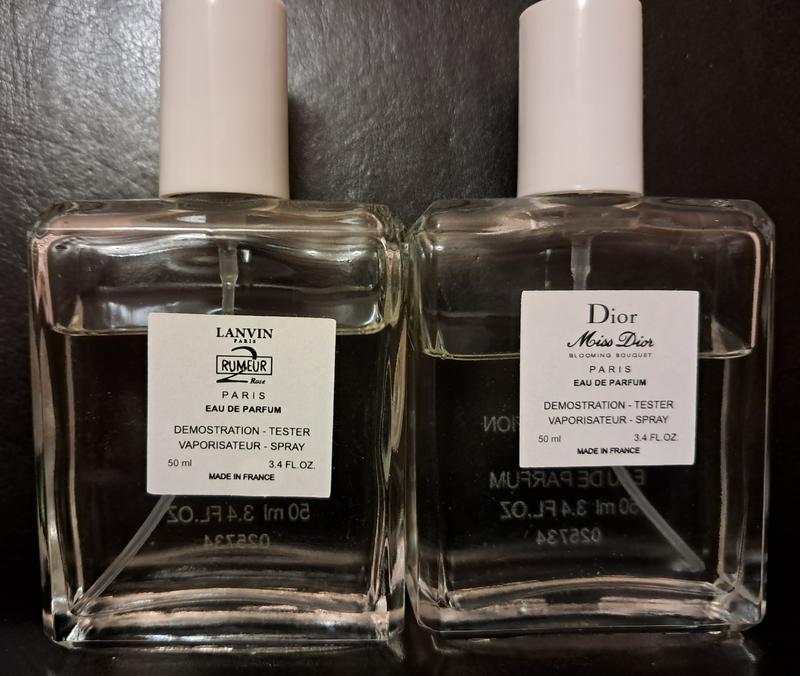 LANVIN
PARIS
2
RUMEUR
Rose
PARIS
EAU DE PARFUM
DEMOSTRATION - TESTER
VAPORISATEUR - SPRAY
50 ml 3.4 FL.OZ.
MADE IN FRANCE
50 ml 3.4 FL.OZ
025734
Dior
Miss Dior
BLOOMING BOUQUET
PARIS
EAU DE PARFUM
DEMOSTRATION - TESTER
VAPORISATEUR - SPRAY
50 ml 3.4 FL.OZ.
MADE IN FRANCE
EAU DE PARFUM
50 ml 3.4 FL.OZ
025734